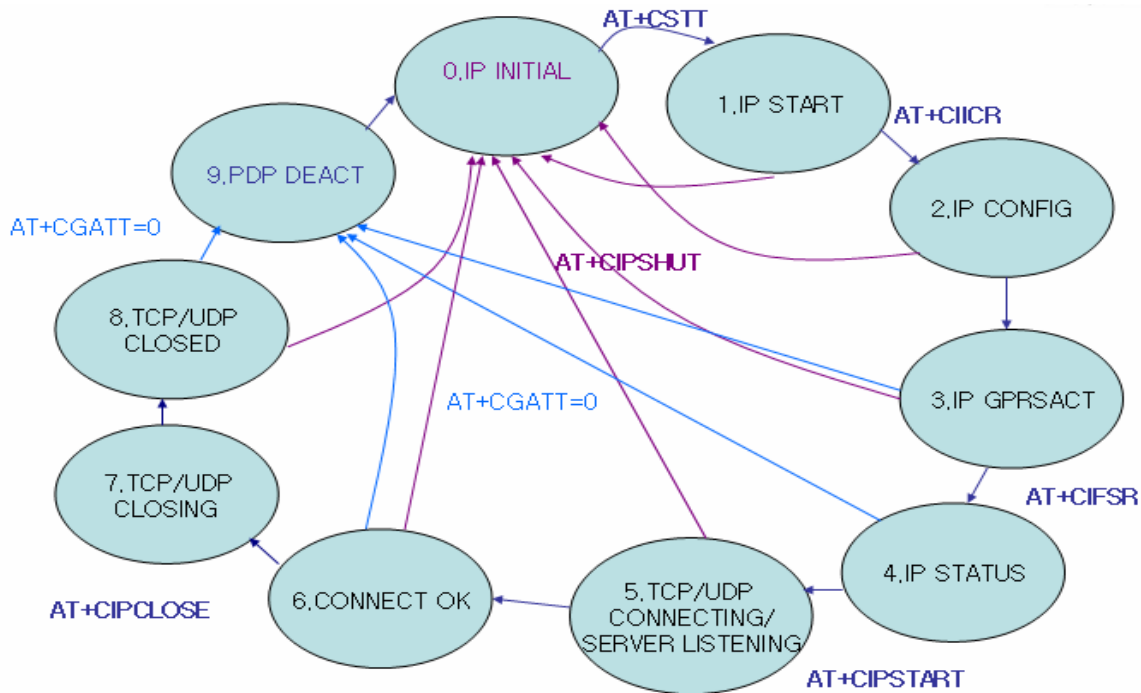 AT+CSTT
0.IP INITIAL
1.IP START
AT+CIICR
9.PDP DEACT
2.IP CONFIG
AT+CGATT=0
AT+CIPSHUT
8.TCP/UDP
CLOSED
3.IP GPRSACT
AT+CGATT=0
7.TCP/UDP
CLOSING
AT+CIFSR
4.IP STATUS
6.CONNECT OK
5.TCP/UDP
CONNECTING/
SERVER LISTENING
AT+CIPCLOSE
AT+CIPSTART